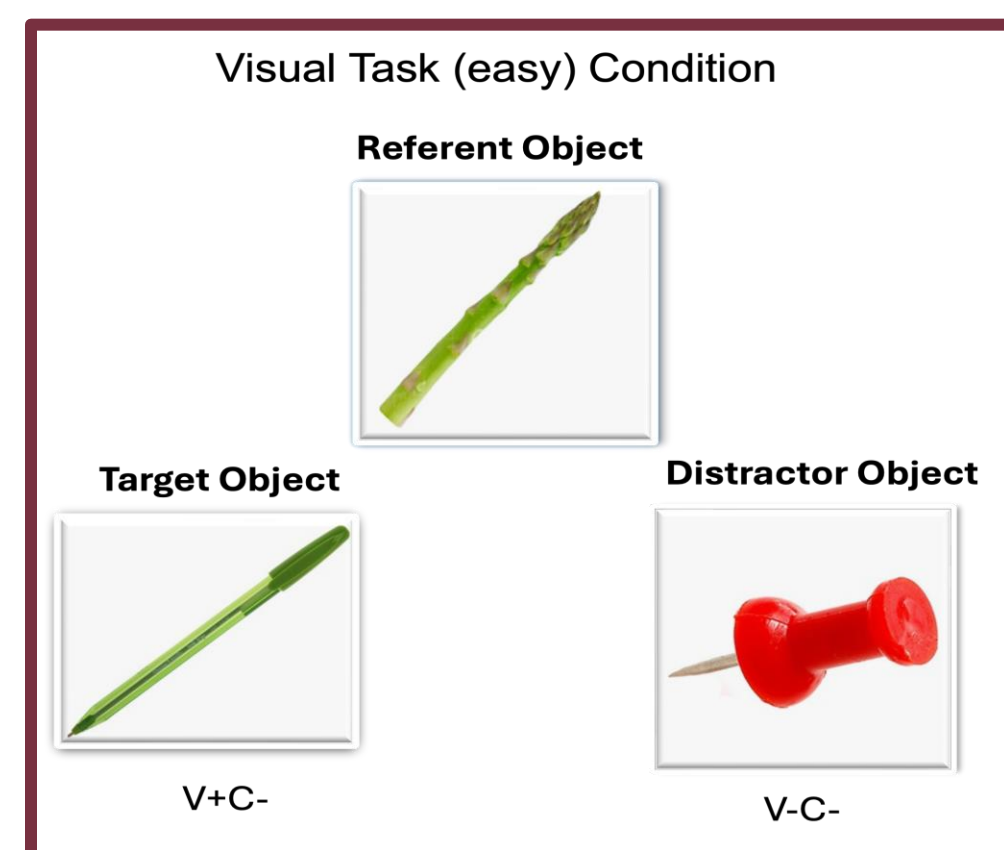 Visual Task (easy) Condition
Referent Object
Target Object
Distractor Object
V+C-
V-C-